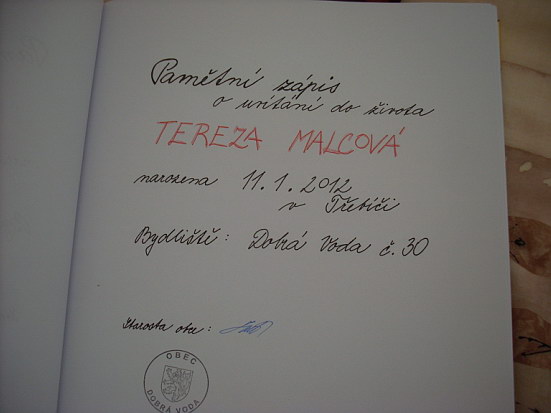 Pamětní zápis
o uvítání do života
TEREZA MALCOVÁ
narozena 11.1.2012
v Třebíči
Bydliště: Dobrá Voda č.30
Starosta obce:
OBEC
DOBRÁ VODA